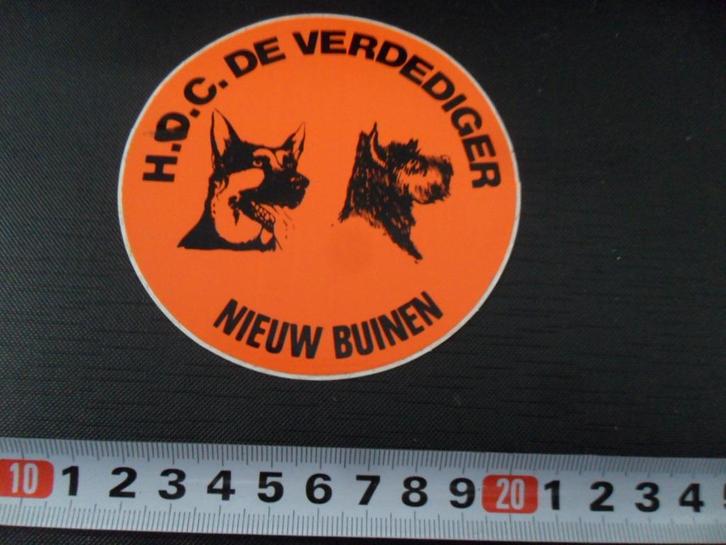 H.D.C. DE VERDEDIGER
NIEUW BUINEN
10 1 2 3 4 5 6 7 8 9 20 1 2 3 4